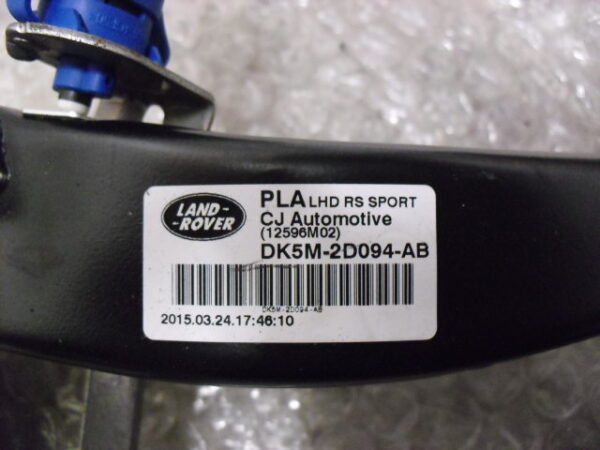 LAND-
-ROVER
PLA LHD RS SPORT
CJ Automotive
(12596M02)
DK5M-2D094-AB
DK5M-2D094-AB
2015.03.24.17:46:10